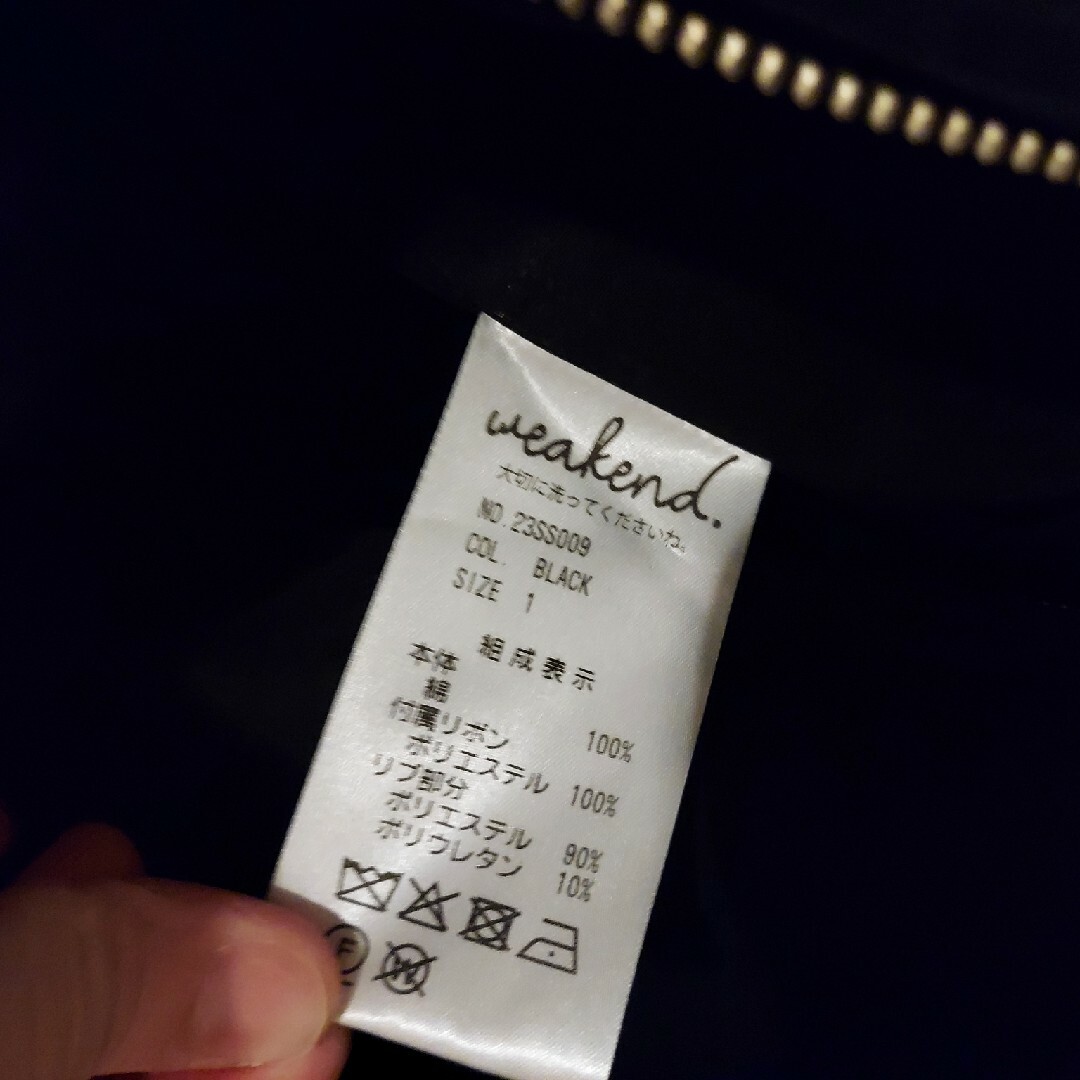 weakend.
大切に洗ってくださいね。
NO.23SS009
COL. BLACK
SIZE 1
組成表示
本体
綿 100%
付属リボン
ポリエステル 100%
リブ部分
ポリエステル 90%
ポリウレタン 10%
F W